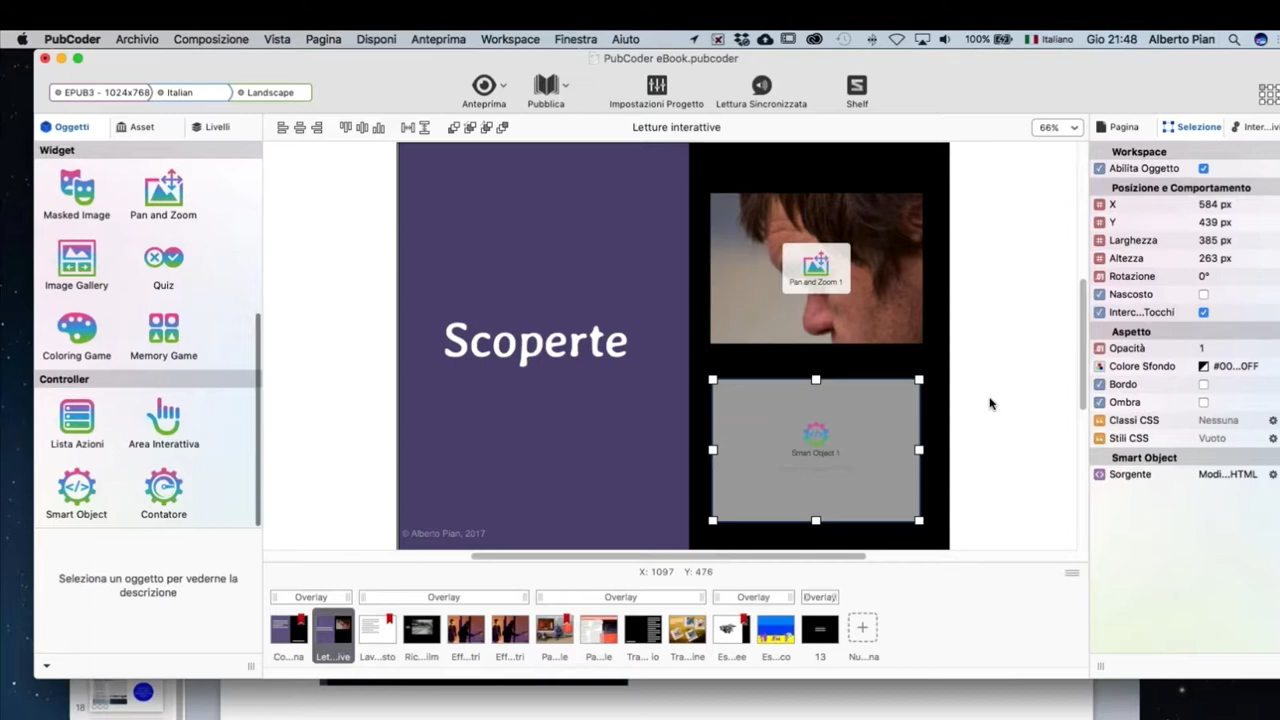 PubCoder Archivio Composizione Vista Pagina Disponi Anteprima Workspace Finestra Aiuto 100% Italiano Gio 21:48 Alberto Pian
PubCoder eBook.pubcoder
EPUB3 - 1024x768 Italian Landscape
Anteprima Pubblica Impostazioni Progetto Lettura Sincronizzata Shelf
Oggetti Asset Livelli
Letture interattive
66%
Pagina Selezione Inter...ivi
Widget
Masked Image Pan and Zoom
Image Gallery Quiz
Coloring Game Memory Game
Controller
Lista Azioni Area Interattiva
Smart Object Contatore
Seleziona un oggetto per vederne la
descrizione
Scoperte
© Alberto Pian, 2017
Pan and Zoom 1
Smart Object 1
Workspace
Abilita Oggetto
Posizione e Comportamento
X 584 px
Y 439 px
Larghezza 385 px
Altezza 263 px
Rotazione 0°
Nascosto
Interc...Tocchi
Aspetto
Opacità 1
Colore Sfondo #00...0FF
Bordo
Ombra
Classi CSS Nessuna
Stili CSS Vuoto
Smart Object
Sorgente Modi...HTML
X: 1097 Y: 476
Overlay Overlay Overlay Overlay Overlay
Co...na Let...ive Lav...sto Ric...ilm Eff...tri Eff...tri Pa...le Pa...le Tra... io Tra...ine Es...ee Es...co 13 Nu...na
18